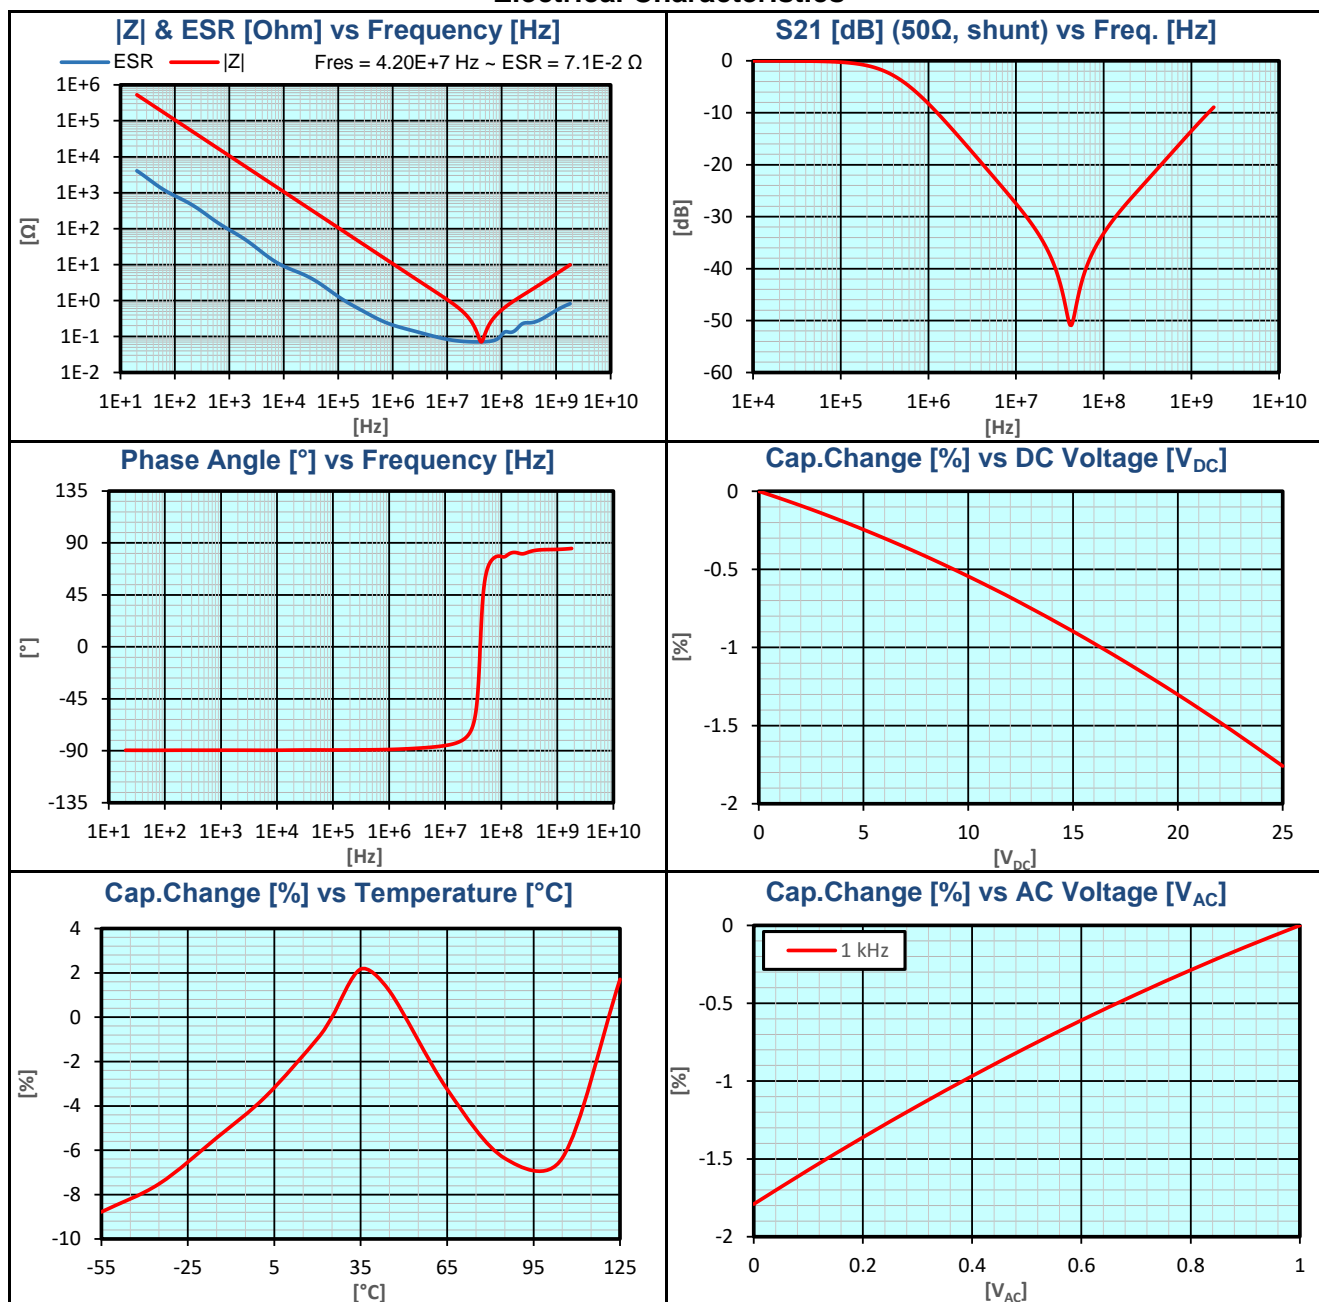 Electrical Characteristics
|Z| & ESR [Ohm] vs Frequency [Hz]
ESR |Z| Fres = 4.20E+7 Hz ~ ESR = 7.1E-2 Ω
1E+6
1E+5
1E+4
1E+3
1E+2
1E+1
1E+0
1E-1
1E-2
[Ω]
1E+1 1E+2 1E+3 1E+4 1E+5 1E+6 1E+7 1E+8 1E+9 1E+10
[Hz]
S21 [dB] (50Ω, shunt) vs Freq. [Hz]
0
-10
-20
-30
-40
-50
-60
[dB]
1E+4 1E+5 1E+6 1E+7 1E+8 1E+9 1E+10
[Hz]
Phase Angle [°] vs Frequency [Hz]
135
90
45
0
-45
-90
-135
[°]
1E+1 1E+2 1E+3 1E+4 1E+5 1E+6 1E+7 1E+8 1E+9 1E+10
[Hz]
Cap.Change [%] vs DC Voltage [VDC]
0
-0.5
-1
-1.5
-2
[%]
0 5 10 15 20 25
[VDC]
Cap.Change [%] vs Temperature [°C]
4
2
0
-2
-4
-6
-8
-10
[%]
-55 -25 5 35 65 95 125
[°C]
Cap.Change [%] vs AC Voltage [VAC]
1 kHz
0
-0.5
-1
-1.5
-2
[%]
0 0.2 0.4 0.6 0.8 1
[VAC]